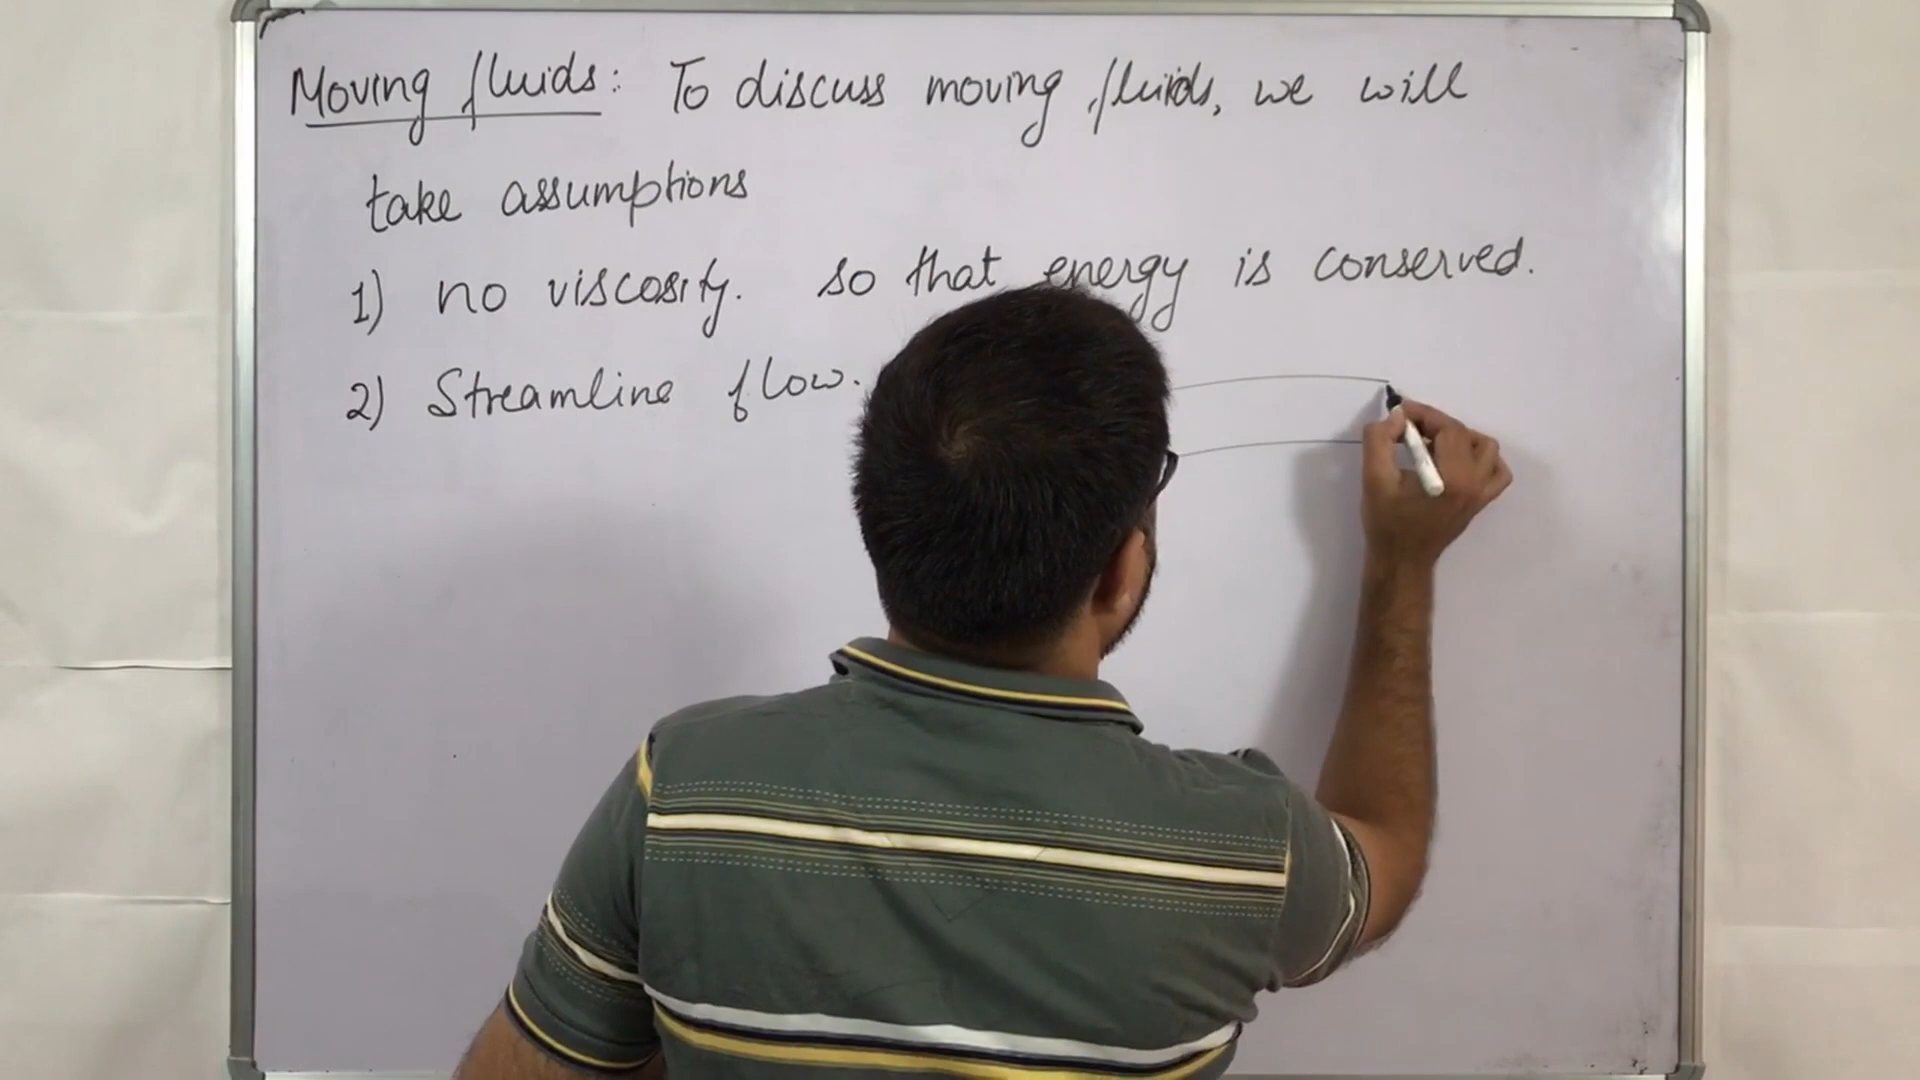 Moving fluids: To discuss moving fluids, we will
take assumptions
1) no viscosity. so that energy is conserved.
2) Streamline flow.